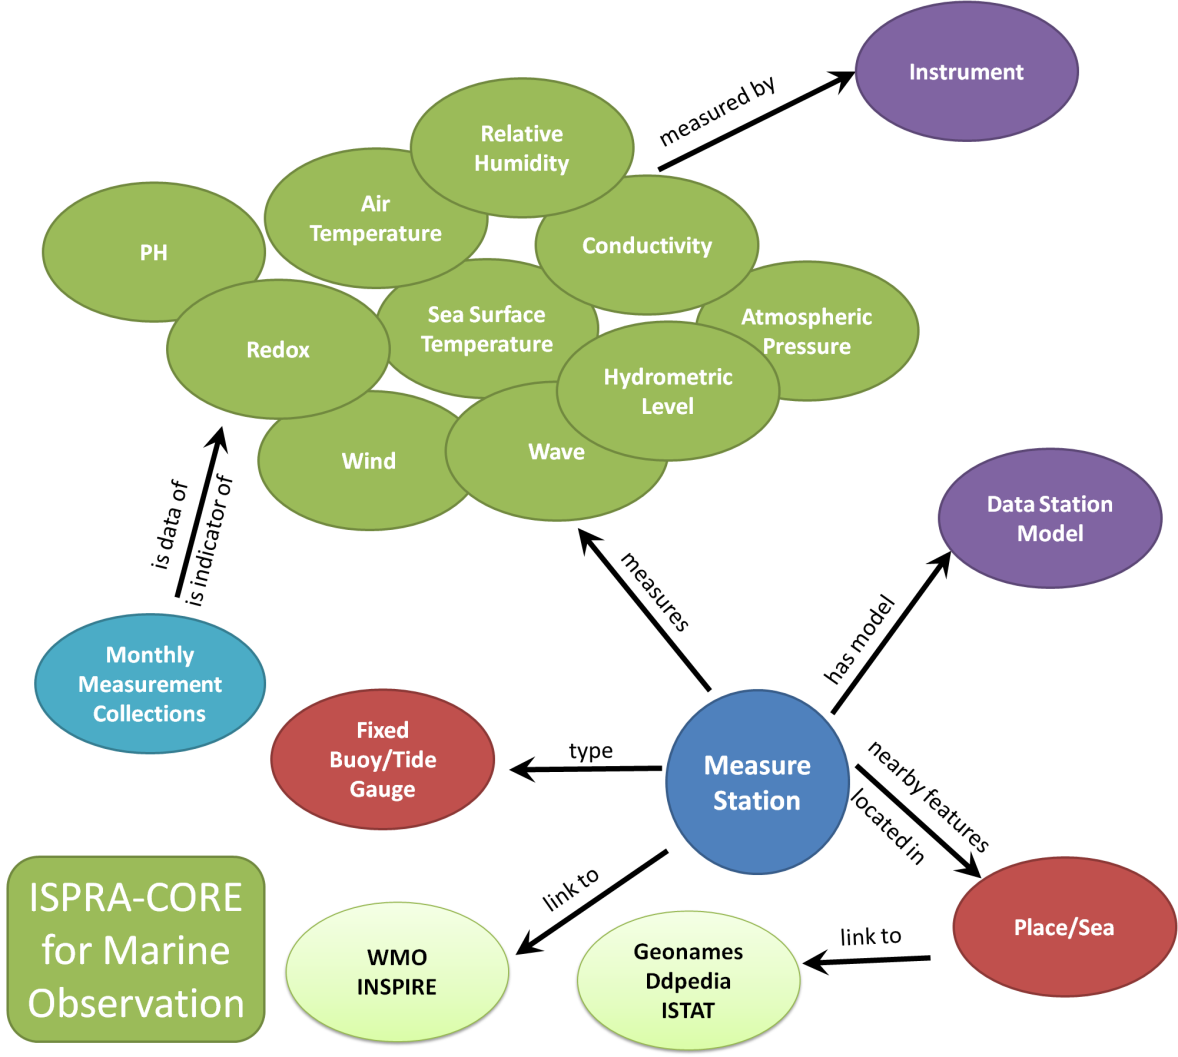 Instrument
measured by
Relative
Humidity
Air
Temperature
PH
Conductivity
Sea Surface
Temperature
Atmospheric
Pressure
Redox
Hydrometric
Level
Wind
Wave
is data of
is indicator of
Data Station
Model
measures
has model
Monthly
Measurement
Collections
Fixed
Buoy/Tide
Gauge
type
Measure
Station
nearby features
located in
link to
ISPRA-CORE
for Marine
Observation
WMO
INSPIRE
Geonames
Ddpedia
ISTAT
link to
Place/Sea